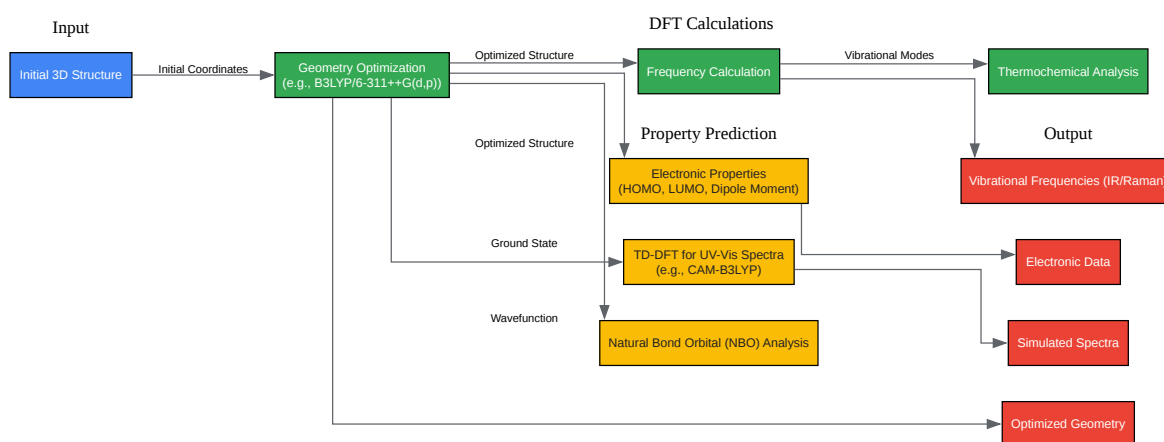 Input
DFT Calculations
Initial 3D Structure
Initial Coordinates
Geometry Optimization
(e.g., B3LYP/6-311++G(d,p))
Optimized Structure
Frequency Calculation
Vibrational Modes
Thermochemical Analysis
Property Prediction
Output
Optimized Structure
Electronic Properties
(HOMO, LUMO, Dipole Moment)
Vibrational Frequencies (IR/Raman)
Ground State
TD-DFT for UV-Vis Spectra
(e.g., CAM-B3LYP)
Electronic Data
Wavefunction
Natural Bond Orbital (NBO) Analysis
Simulated Spectra
Optimized Geometry